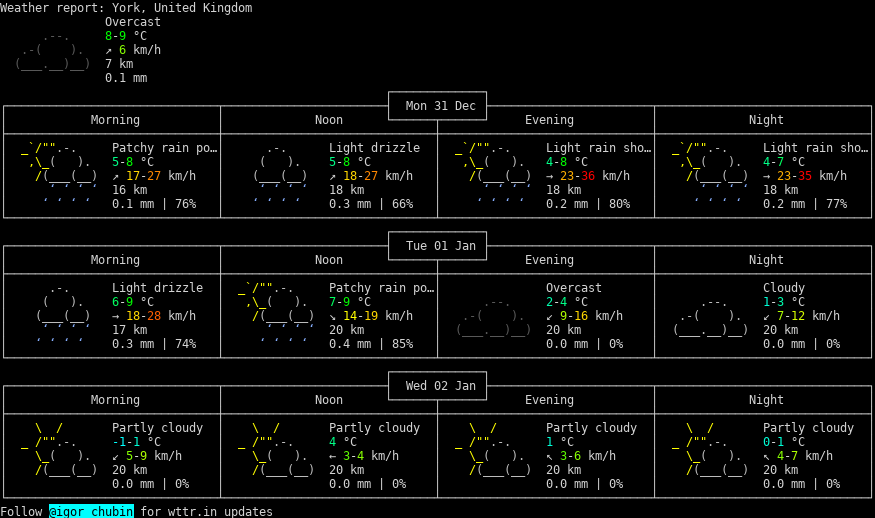 Weather report: York, United Kingdom
Overcast
8-9 °C
↗ 6 km/h
7 km
0.1 mm
Mon 31 Dec
Morning Noon Evening Night
Patchy rain po… Light drizzle Light rain sho… Light rain sho…
5-8 °C 5-8 °C 4-8 °C 4-7 °C
↗ 17-27 km/h ↗ 18-27 km/h → 23-36 km/h → 23-35 km/h
16 km 18 km 18 km 18 km
0.1 mm | 76% 0.3 mm | 66% 0.2 mm | 80% 0.2 mm | 77%
Tue 01 Jan
Morning Noon Evening Night
Light drizzle Patchy rain po… Overcast Cloudy
6-9 °C 7-9 °C 2-4 °C 1-3 °C
→ 18-28 km/h ↘ 14-19 km/h ↙ 9-16 km/h ↙ 7-12 km/h
17 km 20 km 20 km 20 km
0.3 mm | 74% 0.4 mm | 85% 0.0 mm | 0% 0.0 mm | 0%
Wed 02 Jan
Morning Noon Evening Night
Partly cloudy Partly cloudy Partly cloudy Partly cloudy
-1-1 °C 4 °C 1 °C 0-1 °C
↙ 5-9 km/h ← 3-4 km/h ↖ 3-6 km/h ↖ 4-7 km/h
20 km 20 km 20 km 20 km
0.0 mm | 0% 0.0 mm | 0% 0.0 mm | 0% 0.0 mm | 0%
Follow @igor_chubin for wttr.in updates